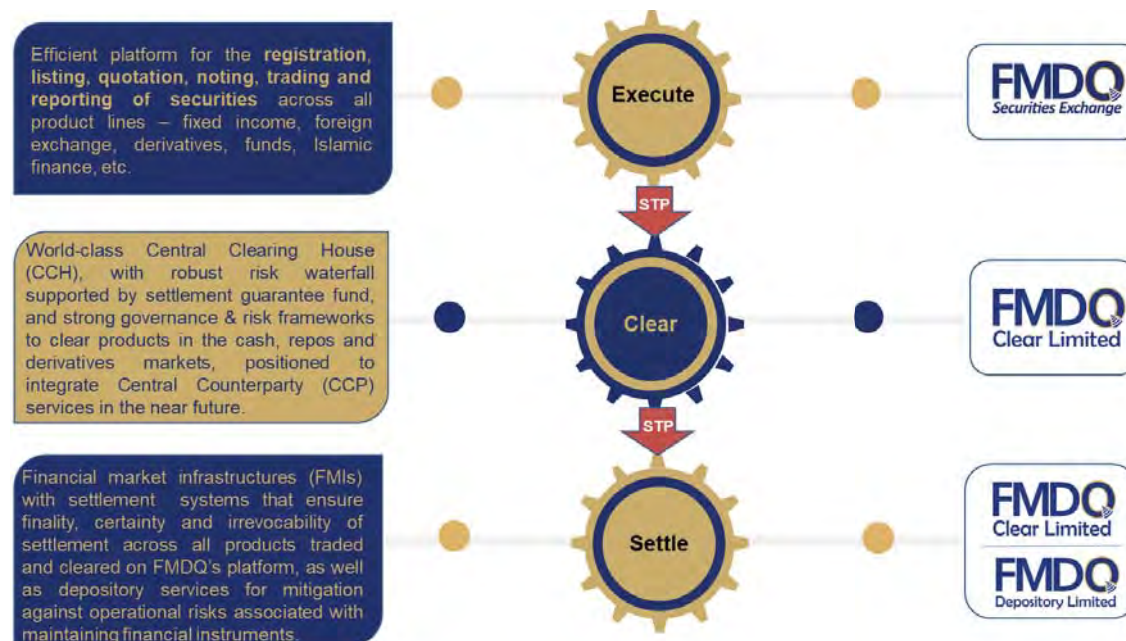 Efficient platform for the registration,
listing, quotation, noting, trading and
reporting of securities across all
product lines – fixed income, foreign
exchange, derivatives, funds, Islamic
finance, etc.
Execute
FMDQ
Securities Exchange
STP
World-class Central Clearing House
(CCH), with robust risk waterfall
supported by settlement guarantee fund,
and strong governance & risk frameworks
to clear products in the cash, repos and
derivatives markets, positioned to
integrate Central Counterparty (CCP)
services in the near future.
Clear
FMDQ
Clear Limited
STP
Financial market infrastructures (FMIs)
with settlement systems that ensure
finality, certainty and irrevocability of
settlement across all products traded
and cleared on FMDQ's platform, as well
as depository services for mitigation
against operational risks associated with
maintaining financial instruments.
Settle
FMDQ
Clear Limited
FMDQ
Depository Limited